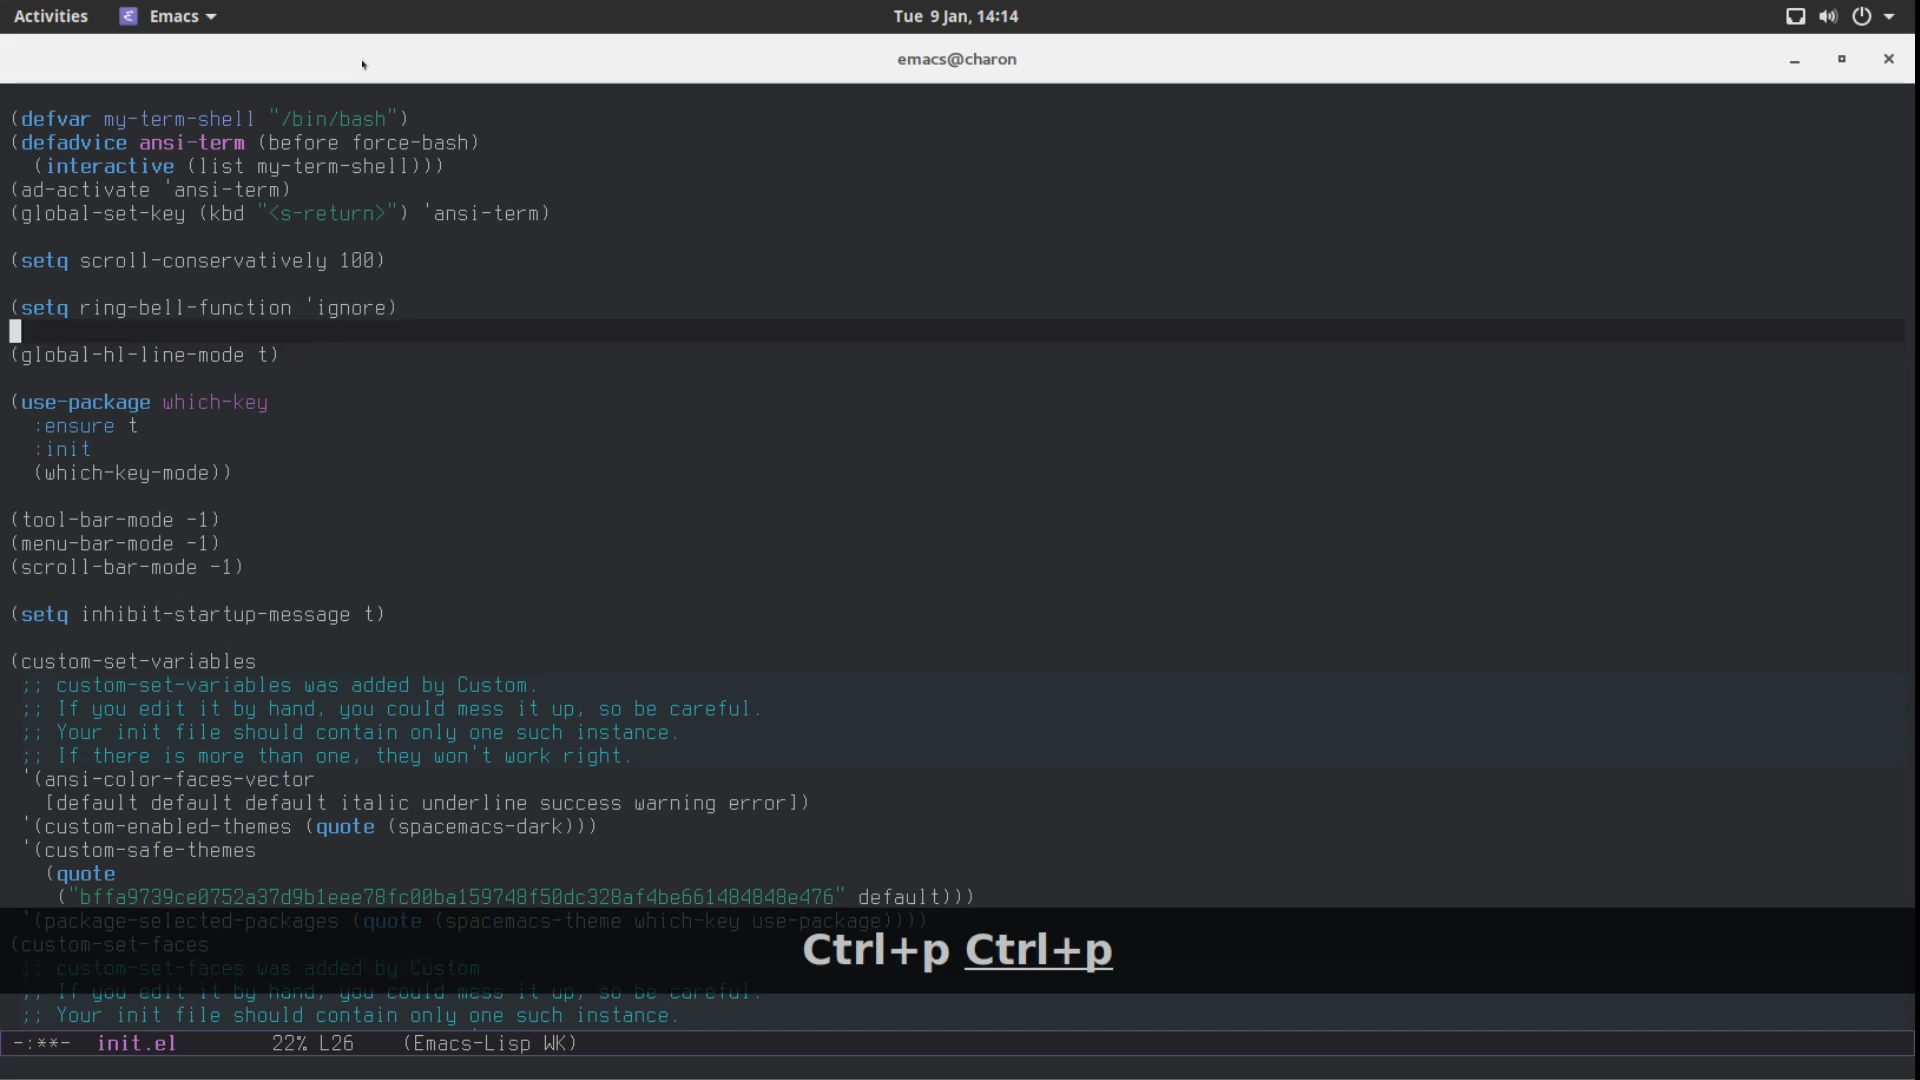 Activities Emacs Tue 9 Jan, 14:14
emacs@charon
(defvar my-term-shell "/bin/bash")
(defadvice ansi-term (before force-bash)
  (interactive (list my-term-shell)))
(ad-activate 'ansi-term)
(global-set-key (kbd "<s-return>") 'ansi-term)
(setq scroll-conservatively 100)
(setq ring-bell-function 'ignore)
(global-hl-line-mode t)
(use-package which-key
  :ensure t
  :init
  (which-key-mode))
(tool-bar-mode -1)
(menu-bar-mode -1)
(scroll-bar-mode -1)
(setq inhibit-startup-message t)
(custom-set-variables
 ;; custom-set-variables was added by Custom.
 ;; If you edit it by hand, you could mess it up, so be careful.
 ;; Your init file should contain only one such instance.
 ;; If there is more than one, they won't work right.
 '(ansi-color-faces-vector
   [default default default italic underline success warning error])
 '(custom-enabled-themes (quote (spacemacs-dark)))
 '(custom-safe-themes
   (quote
    ("bffa9739ce0752a37d9b1eee78fc00ba159748f50dc328af4be661484848e476" default)))
 '(package-selected-packages (quote (spacemacs-theme which-key use-package))))
(custom-set-faces
 ;; custom-set-faces was added by Custom.
 ;; If you edit it by hand, you could mess it up, so be careful.
 ;; Your init file should contain only one such instance.
Ctrl+p Ctrl+p
-:**- init.el 22% L26 (Emacs-Lisp WK)